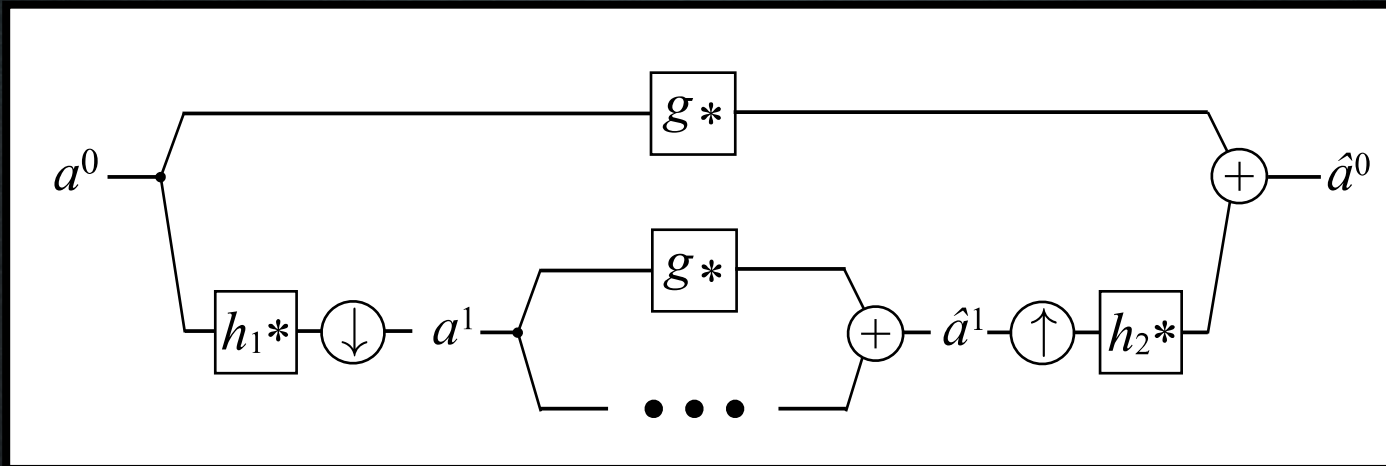 g*
a⁰ + â⁰
g*
h₁* ↓ a¹ + â¹ ↑ h₂*
• • •